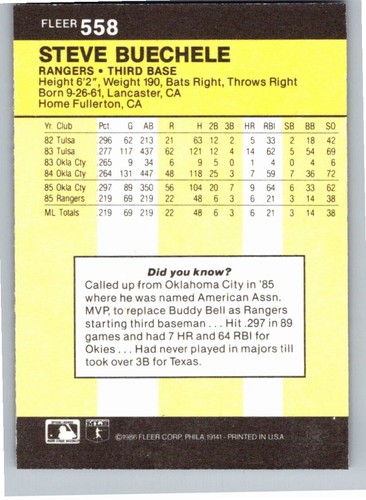 FLEER 558
STEVE BUECHELE
RANGERS • THIRD BASE
Height 6'2", Weight 190, Bats Right, Throws Right
Born 9-26-61, Lancaster, CA
Home Fullerton, CA
Yr. Club Pct. G AB R H 2B 3B HR RBI SB BB SO
82 Tulsa .296 62 213 21 63 12 2 5 33 2 18 42
83 Tulsa .277 117 437 62 121 12 4 14 62 5 54 69
83 Okla Cty .265 9 34 6 9 5 0 1 4 0 4 6
84 Okla Cty .264 131 447 48 118 25 3 7 59 7 36 72
85 Okla Cty .297 89 350 56 104 20 7 9 64 6 33 62
85 Rangers .219 69 219 22 48 6 3 6 21 3 14 38
ML Totals .219 69 219 22 48 6 3 6 21 3 14 38
Did you know?
Called up from Oklahoma City in '85
where he was named American Assn.
MVP, to replace Buddy Bell as Rangers
starting third baseman . . . Hit .297 in 89
games and had 7 HR and 64 RBI for
Okies . . . Had never played in majors till
took over 3B for Texas.
MLB
©1986 FLEER CORP., PHILA. 19141 - PRINTED IN U.S.A.